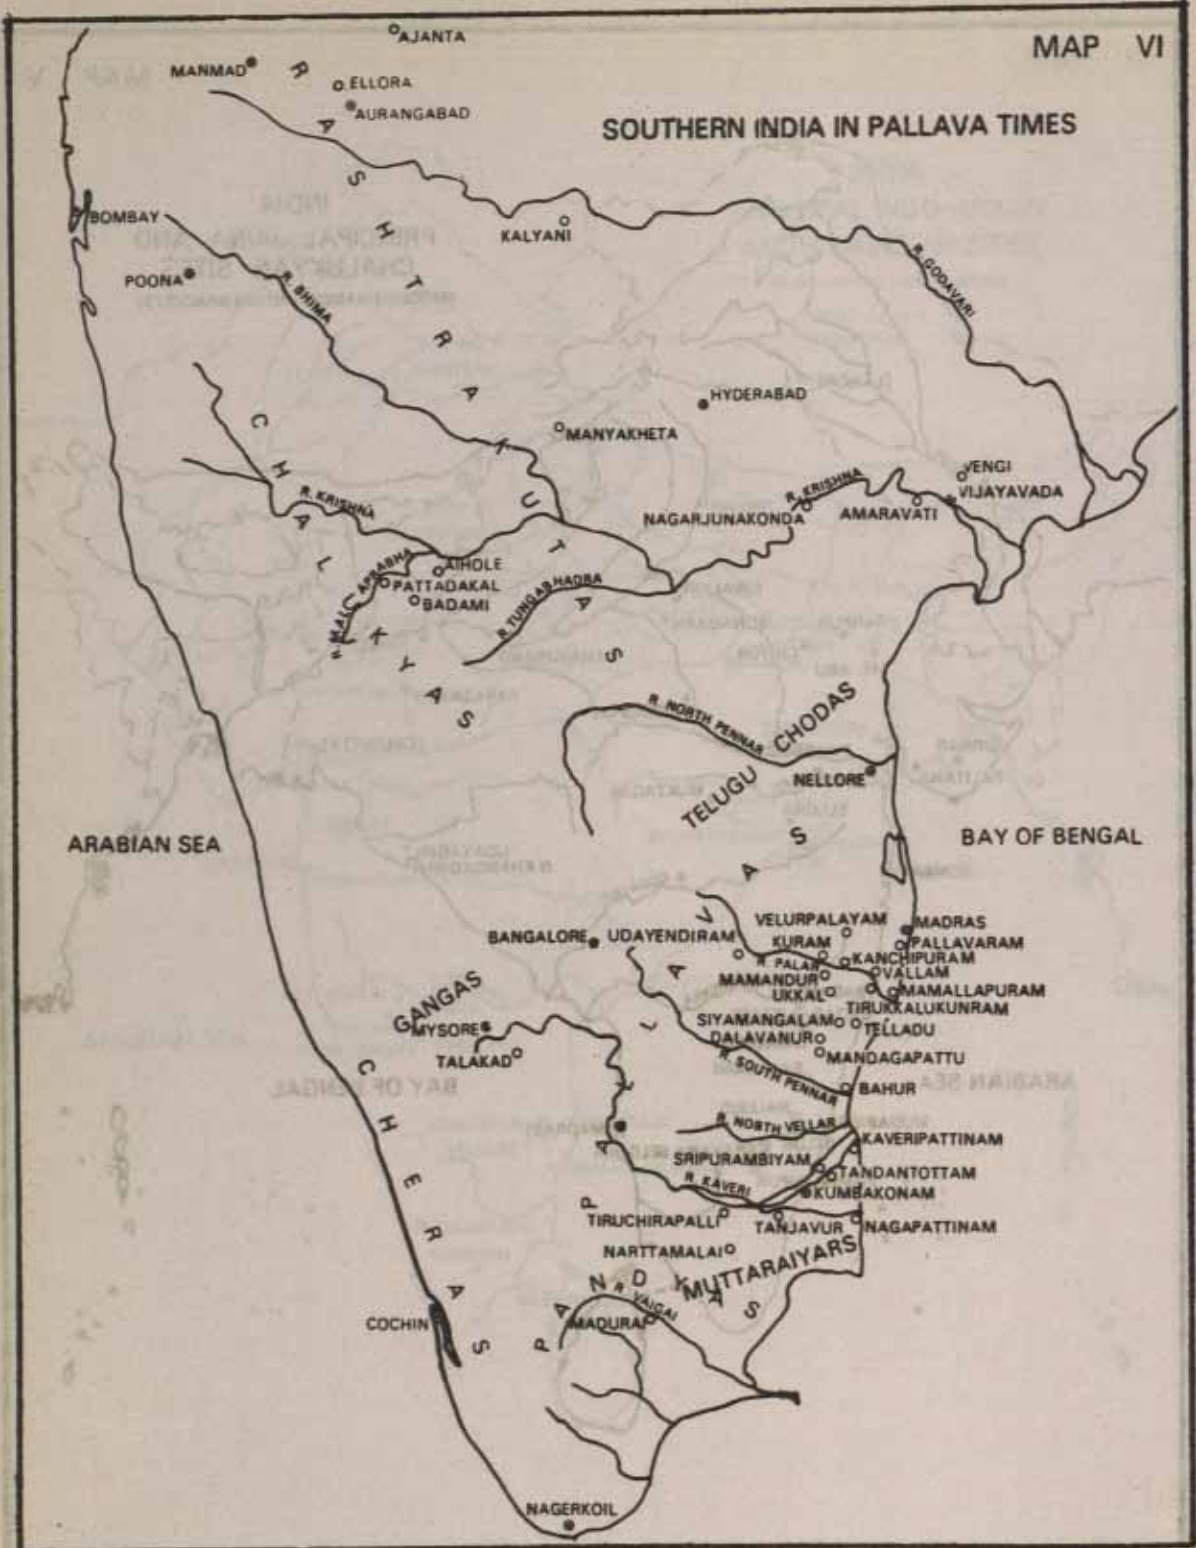 MAP VI
SOUTHERN INDIA IN PALLAVA TIMES
AJANTA
MANMAD
ELLORA
AURANGABAD
RASHTRAKUTAS
BOMBAY
KALYANI
POONA
R. BHIMA
R. GODAVARI
HYDERABAD
MANYAKHETA
CHALUKYAS
VENGI
VIJAYAVADA
R. KRISHNA
R. KRISHNA
NAGARJUNAKONDA
AMARAVATI
AIHOLE
PATTADAKAL
BADAMI
R. TUNGABHADRA
R. NORTH PENNAR
TELUGU CHODAS
NELLORE
ARABIAN SEA
BAY OF BENGAL
PALLAVAS
VELURPALAYAM
MADRAS
BANGALORE
UDAYENDIRAM
KURAM
PALLAVARAM
R. PALAR
KANCHIPURAM
VALLAM
MAMANDUR
UKKAL
MAMALLAPURAM
TIRUKKALUKUNRAM
GANGAS
SIYAMANGALAM
TELLADU
MYSORE
DALAVANUR
TALAKAD
MANDAGAPATTU
R. SOUTH PENNAR
BAHUR
CHERAS
R. NORTH VELLAR
KAVERIPATTINAM
SRIPURAMBIYAM
TANDANTOTTAM
R. KAVERI
KUMBAKONAM
TIRUCHIRAPALLI
TANJAVUR
NAGAPATTINAM
NARTTAMALAI
MUTTARAIYARS
PANDYAS
R. VAIGAI
COCHIN
MADURAI
NAGERKOIL